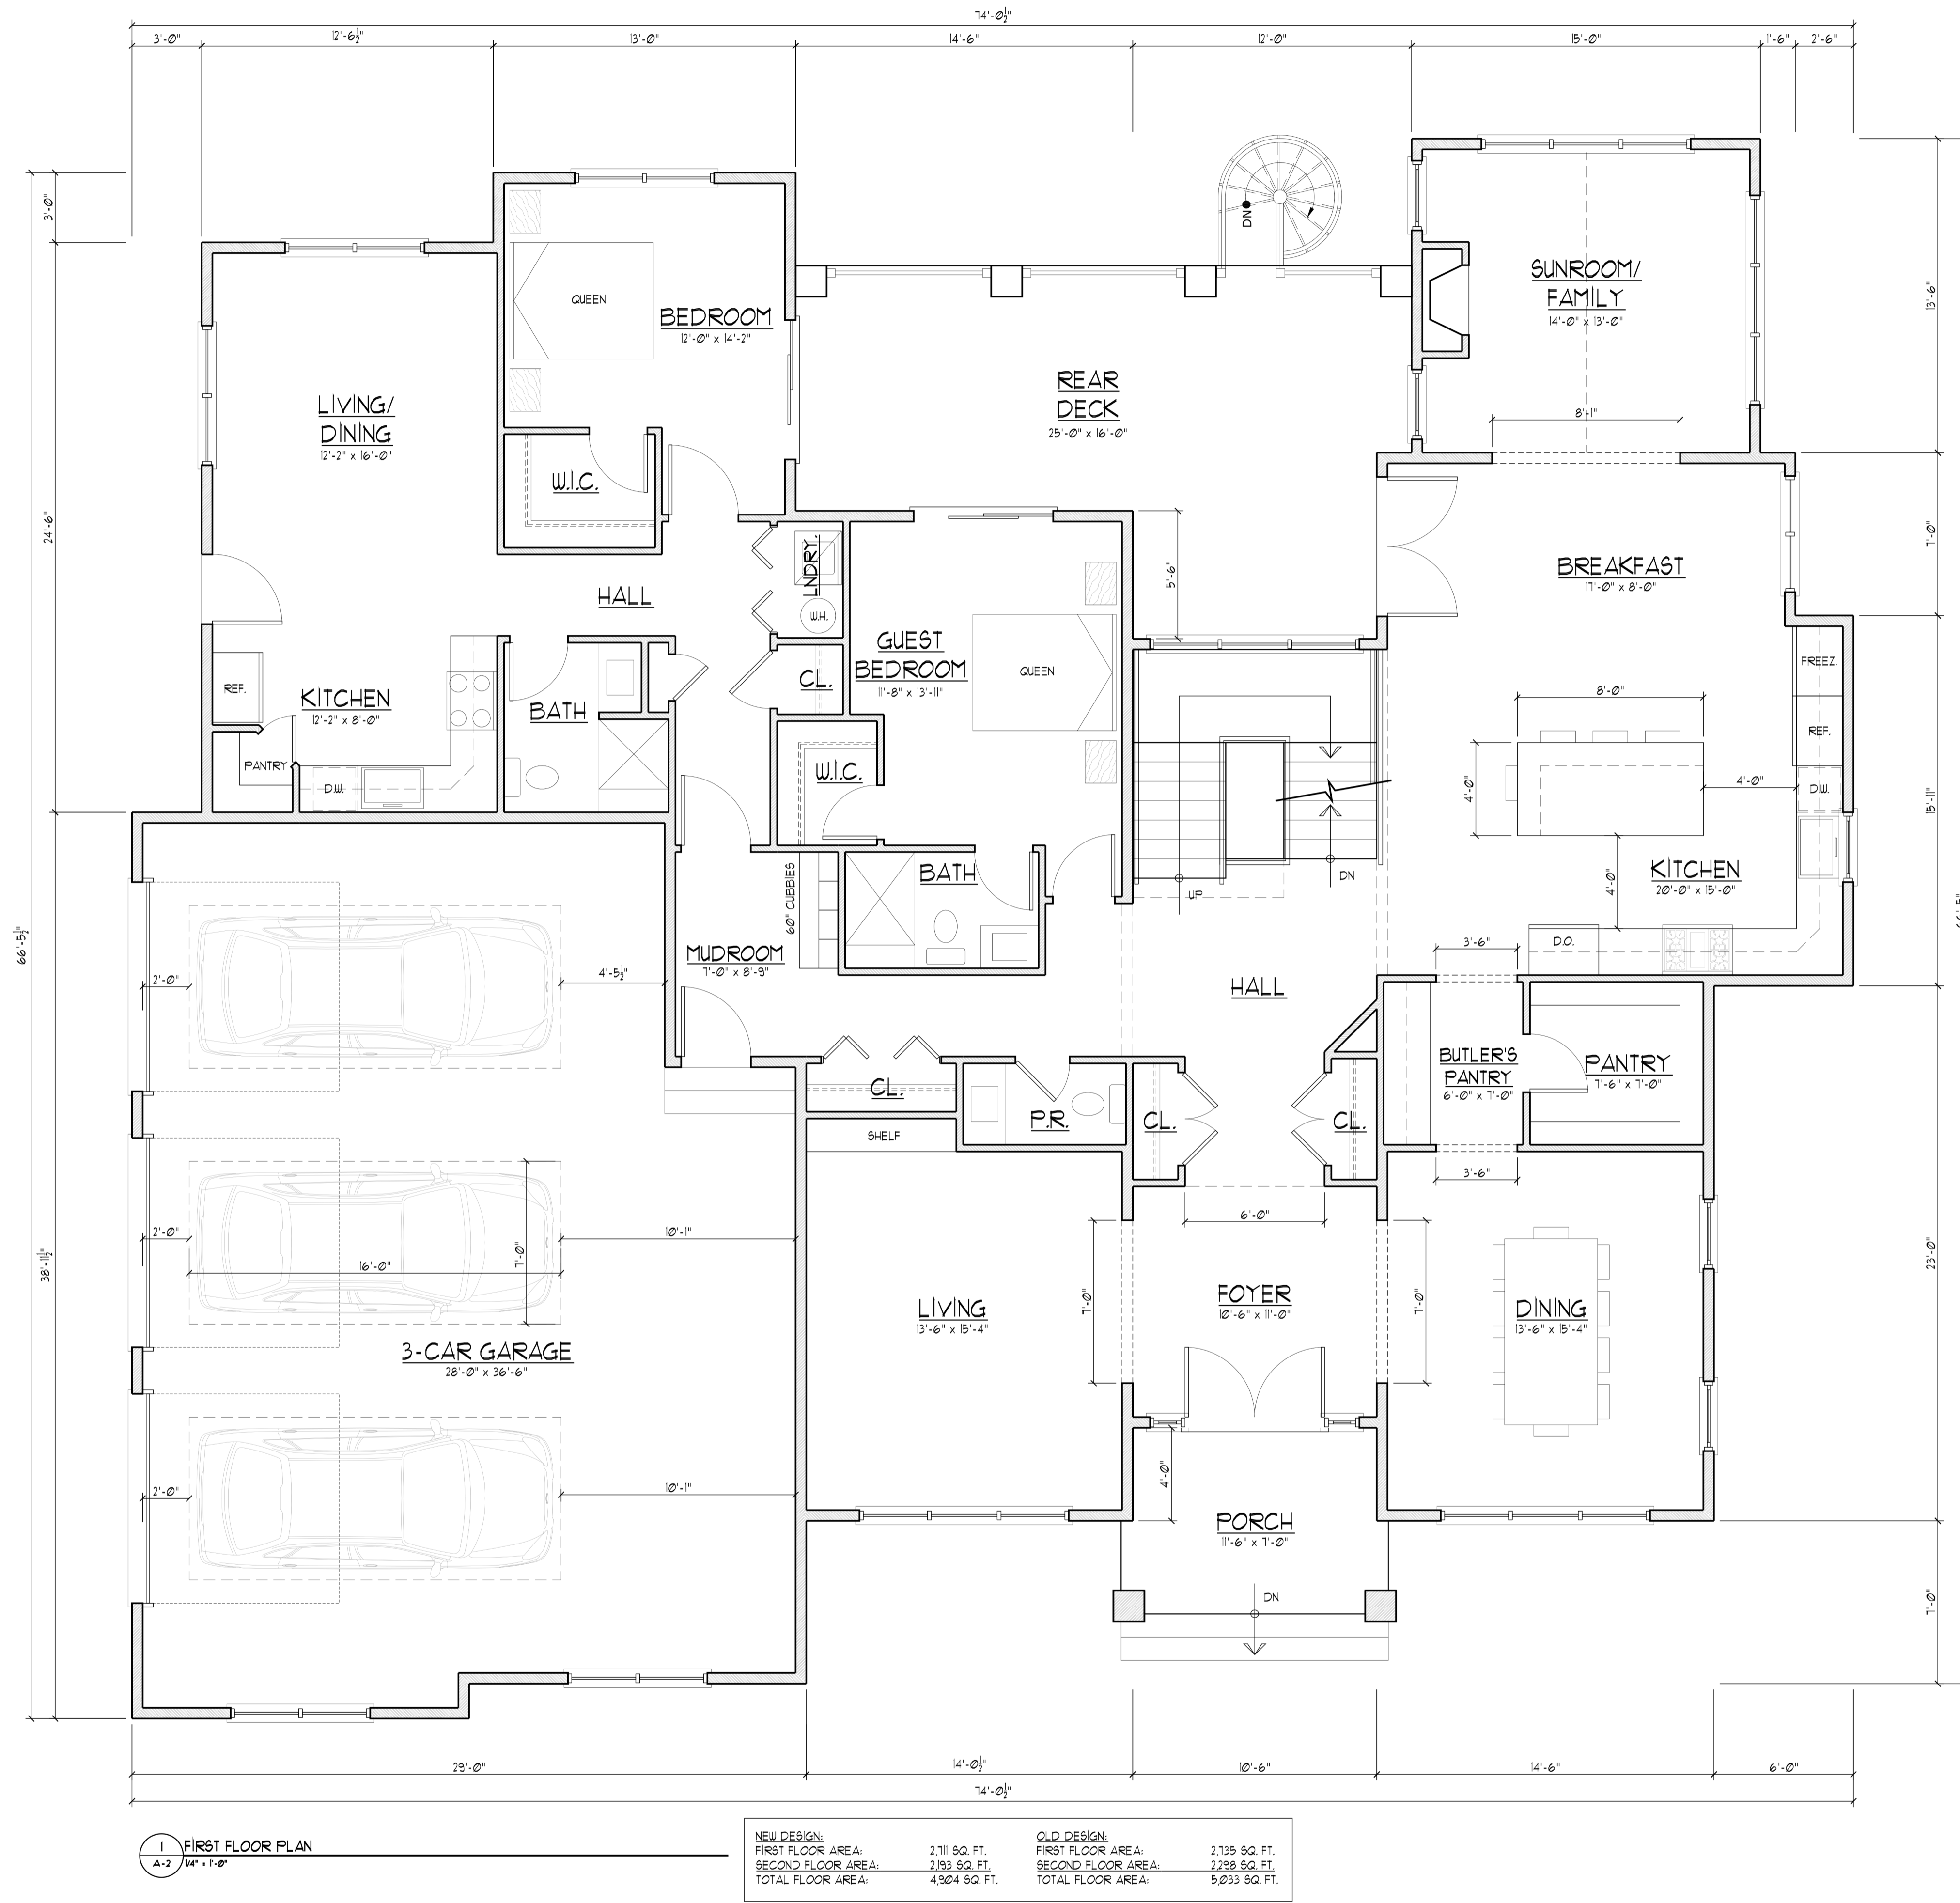 74'-0½"
3'-0"
12'-6½"
13'-0"
14'-6"
12'-0"
15'-0"
1'-6"
2'-6"
3'-0"
24'-6"
66'-5½"
38'-11½"
13'-6"
7'-0"
15'-11"
23'-0"
7'-0"
DN
QUEEN
BEDROOM
12'-0" x 14'-2"
SUNROOM/
FAMILY
14'-0" x 13'-0"
LIVING/
DINING
12'-2" x 16'-0"
REAR
DECK
25'-0" x 16'-0"
8'-1"
W.I.C.
5'-6"
LNDRY.
W.H.
HALL
BREAKFAST
17'-0" x 8'-0"
GUEST
BEDROOM
11'-8" x 13'-11"
QUEEN
FREEZ.
REF.
D.W.
8'-0"
4'-0"
4'-0"
4'-0"
REF.
KITCHEN
12'-2" x 8'-0"
BATH
CL.
PANTRY
D.W.
W.I.C.
KITCHEN
20'-0" x 15'-0"
D.O.
3'-6"
UP
DN
60" CUBBIES
BATH
MUDROOM
7'-0" x 8'-9"
HALL
2'-0"
4'-5½"
BUTLER'S
PANTRY
6'-0" x 7'-0"
PANTRY
7'-6" x 7'-0"
CL.
P.R.
CL.
CL.
SHELF
3'-6"
2'-0"
16'-0"
7'-0"
10'-1"
6'-0"
7'-0"
7'-0"
LIVING
13'-6" x 15'-4"
FOYER
10'-6" x 11'-0"
DINING
13'-6" x 15'-4"
3-CAR GARAGE
28'-0" x 36'-6"
2'-0"
10'-1"
4'-0"
PORCH
11'-6" x 7'-0"
DN
29'-0"
14'-0½"
10'-6"
14'-6"
6'-0"
74'-0½"
1
A-2
FIRST FLOOR PLAN
1/4" = 1'-0"
NEW DESIGN:
FIRST FLOOR AREA: 2,711 SQ. FT.
SECOND FLOOR AREA: 2,193 SQ. FT.
TOTAL FLOOR AREA: 4,904 SQ. FT.
OLD DESIGN:
FIRST FLOOR AREA: 2,735 SQ. FT.
SECOND FLOOR AREA: 2,298 SQ. FT.
TOTAL FLOOR AREA: 5,033 SQ. FT.